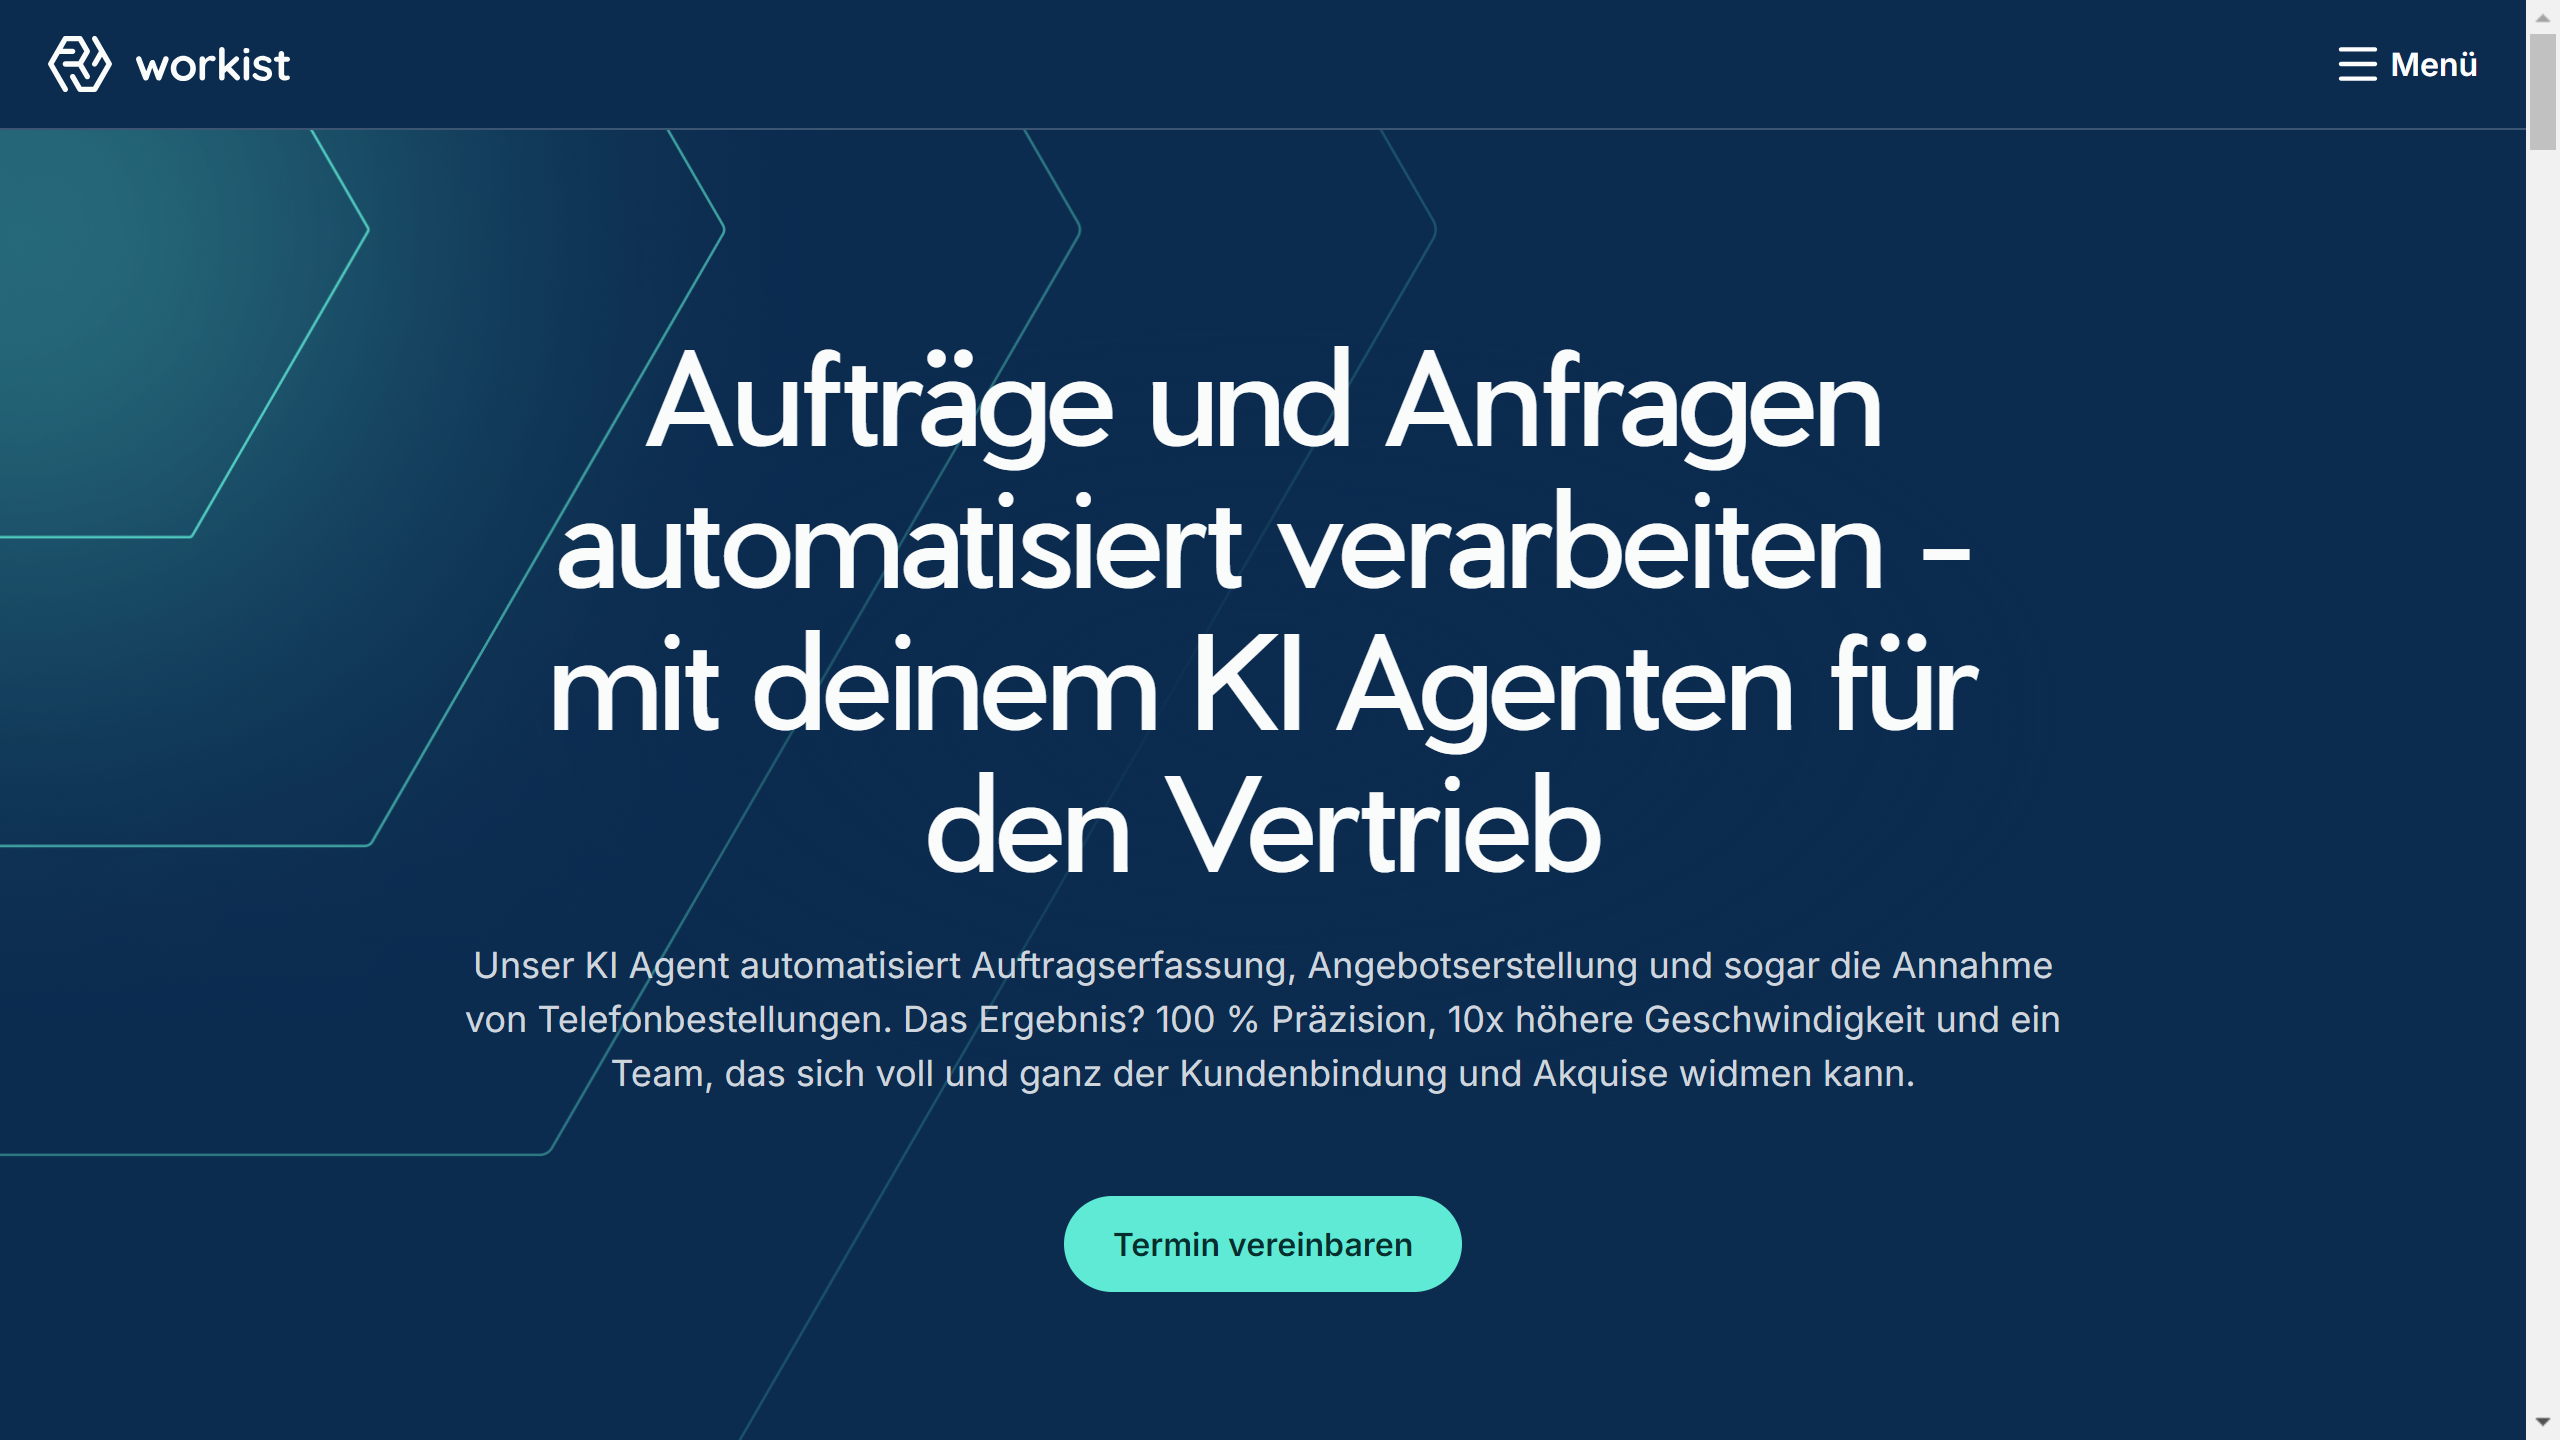 workist
Menü
Aufträge und Anfragen
automatisiert verarbeiten –
mit deinem KI Agenten für
den Vertrieb
Unser KI Agent automatisiert Auftragserfassung, Angebotserstellung und sogar die Annahme
von Telefonbestellungen. Das Ergebnis? 100 % Präzision, 10x höhere Geschwindigkeit und ein
Team, das sich voll und ganz der Kundenbindung und Akquise widmen kann.
Termin vereinbaren